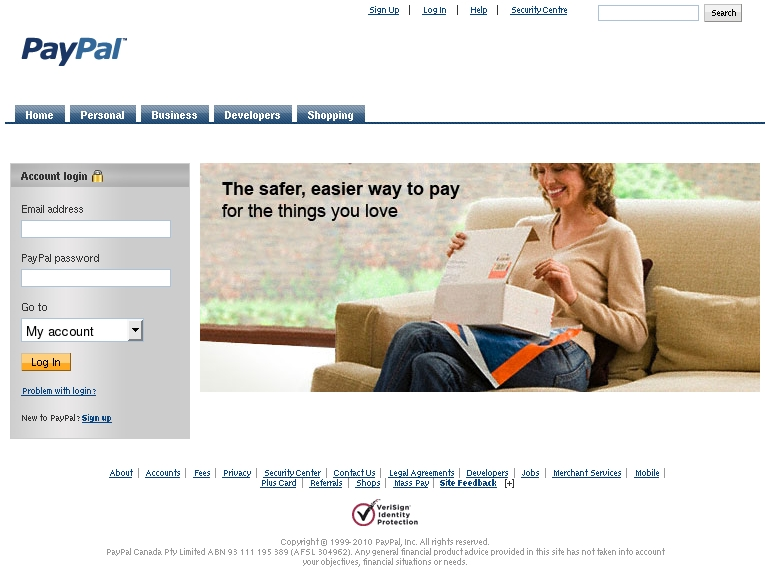 Sign Up | Log In | Help | Security Centre Search
PayPal™
Home Personal Business Developers Shopping
Account login
Email address
PayPal password
Go to
My account
Log In
Problem with login?
New to PayPal? Sign up
The safer, easier way to pay
for the things you love
About | Accounts | Fees | Privacy | Security Center | Contact Us | Legal Agreements | Developers | Jobs | Merchant Services | Mobile |
Plus Card | Referrals | Shops | Mass Pay | Site Feedback [+]
VeriSign
Identity
Protection
Copyright © 1999-2010 PayPal, Inc. All rights reserved.
PayPal Canada Pty Limited ABN 93 111 195 389 (AFSL 304962). Any general financial product advice provided in this site has not taken into account
your objectives, financial situations or needs.